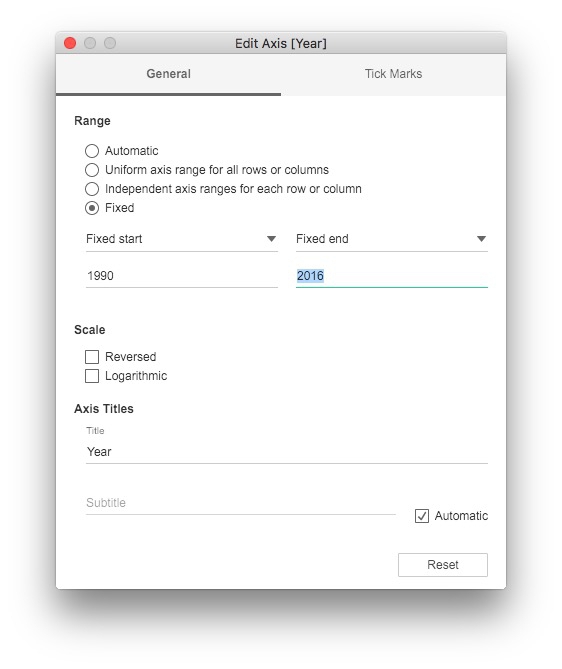 Edit Axis [Year]
General
Tick Marks
Range
Automatic
Uniform axis range for all rows or columns
Independent axis ranges for each row or column
Fixed
Fixed start
Fixed end
1990
2016
Scale
Reversed
Logarithmic
Axis Titles
Title
Year
Subtitle
Automatic
Reset